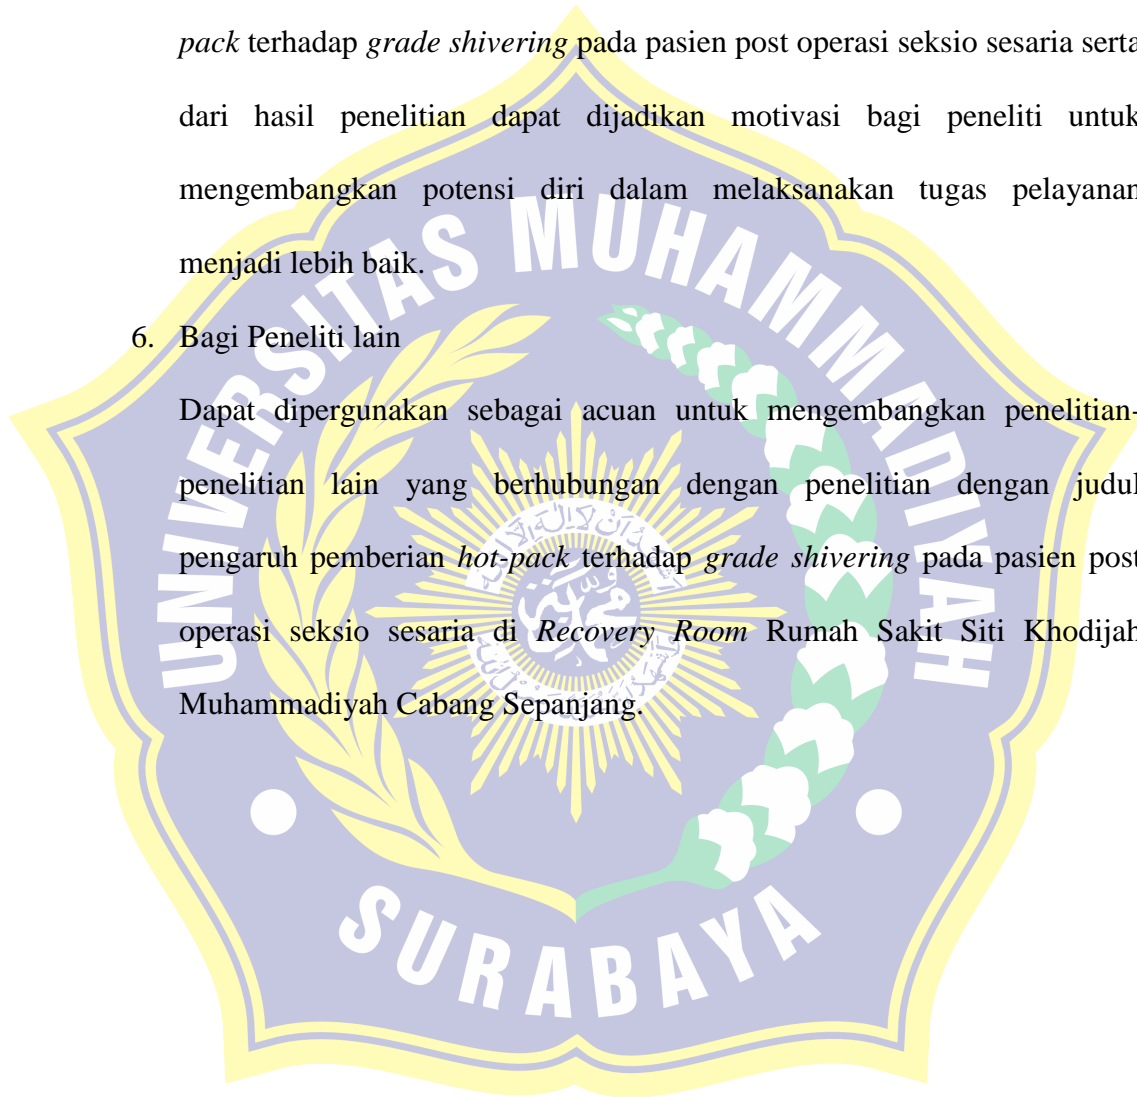 pack terhadap grade shivering pada pasien post operasi seksio sesaria serta
dari hasil penelitian dapat dijadikan motivasi bagi peneliti untuk
mengembangkan potensi diri dalam melaksanakan tugas pelayanan
menjadi lebih baik.
6. Bagi Peneliti lain
Dapat dipergunakan sebagai acuan untuk mengembangkan penelitian-
penelitian lain yang berhubungan dengan penelitian dengan judul
pengaruh pemberian hot-pack terhadap grade shivering pada pasien post
operasi seksio sesaria di Recovery Room Rumah Sakit Siti Khodijah
Muhammadiyah Cabang Sepanjang.
UNIVERSITAS MUHAMMADIYAH
SURABAYA